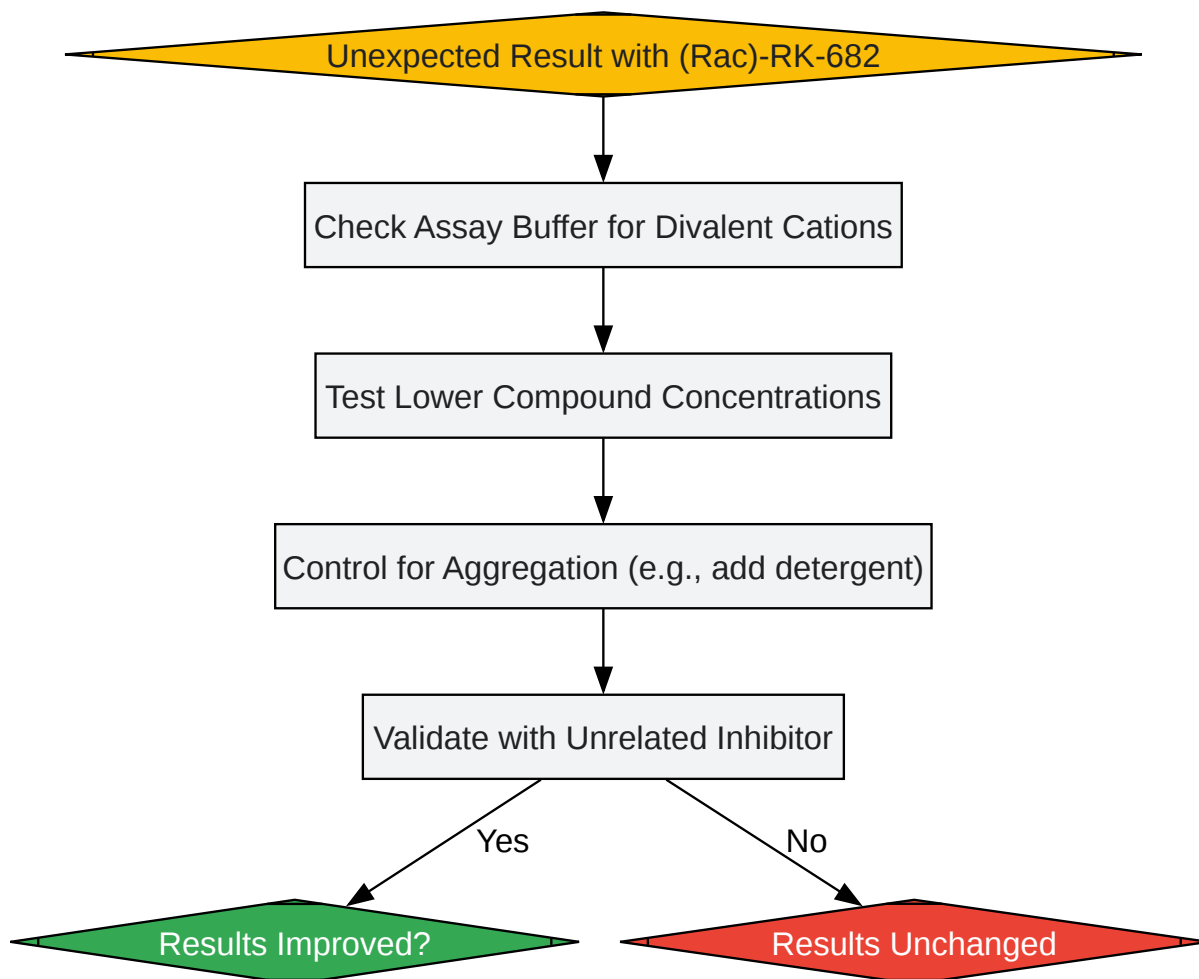 Unexpected Result with (Rac)-RK-682
Check Assay Buffer for Divalent Cations
Test Lower Compound Concentrations
Control for Aggregation (e.g., add detergent)
Validate with Unrelated Inhibitor
Yes
No
Results Improved?
Results Unchanged